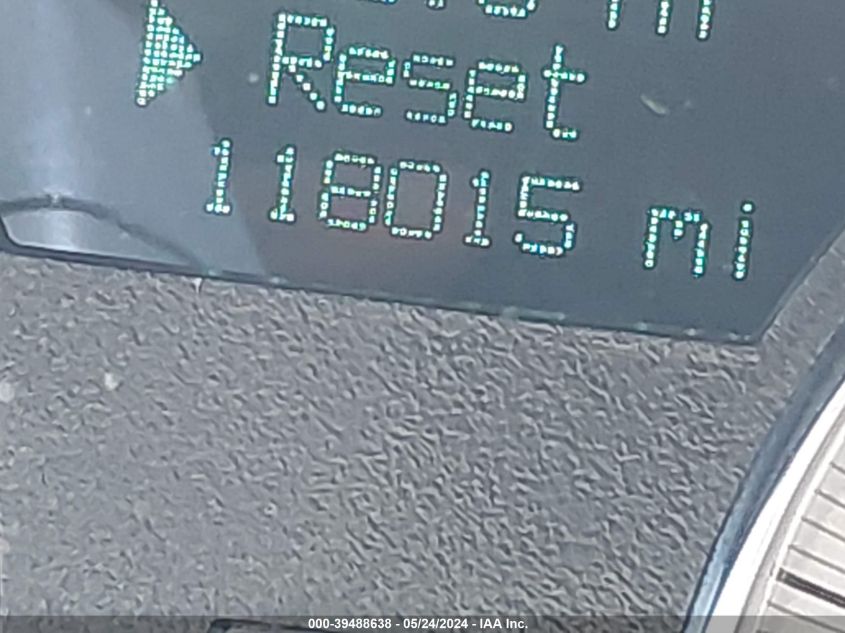 Reset
118015 mi
000-39488638 - 05/24/2024 - IAA Inc.